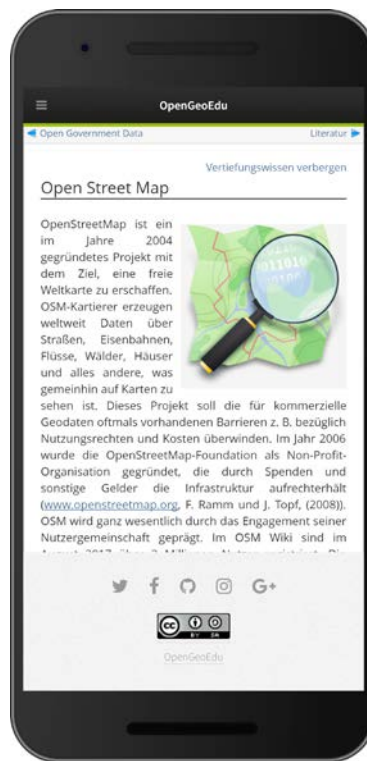 OpenGeoEdu
Open Government Data
Literatur
Vertiefungswissen verbergen
Open Street Map
OpenStreetMap ist ein
im Jahre 2004
gegründetes Projekt mit
dem Ziel, eine freie
Weltkarte zu erschaffen.
OSM-Kartierer erzeugen
weltweit Daten über
Straßen, Eisenbahnen,
Flüsse, Wälder, Häuser
und alles andere, was
gemeinhin auf Karten zu
sehen ist. Dieses Projekt soll die für kommerzielle
Geodaten oftmals vorhandenen Barrieren z. B. bezüglich
Nutzungsrechten und Kosten überwinden. Im Jahr 2006
wurde die OpenStreetMap-Foundation als Non-Profit-
Organisation gegründet, die durch Spenden und
sonstige Gelder die Infrastruktur aufrechterhält
(www.openstreetmap.org, F. Ramm und J. Topf, (2008)).
OSM wird ganz wesentlich durch das Engagement seiner
Nutzergemeinschaft geprägt. Im OSM Wiki sind im
G+
cc BY SA
OpenGeoEdu